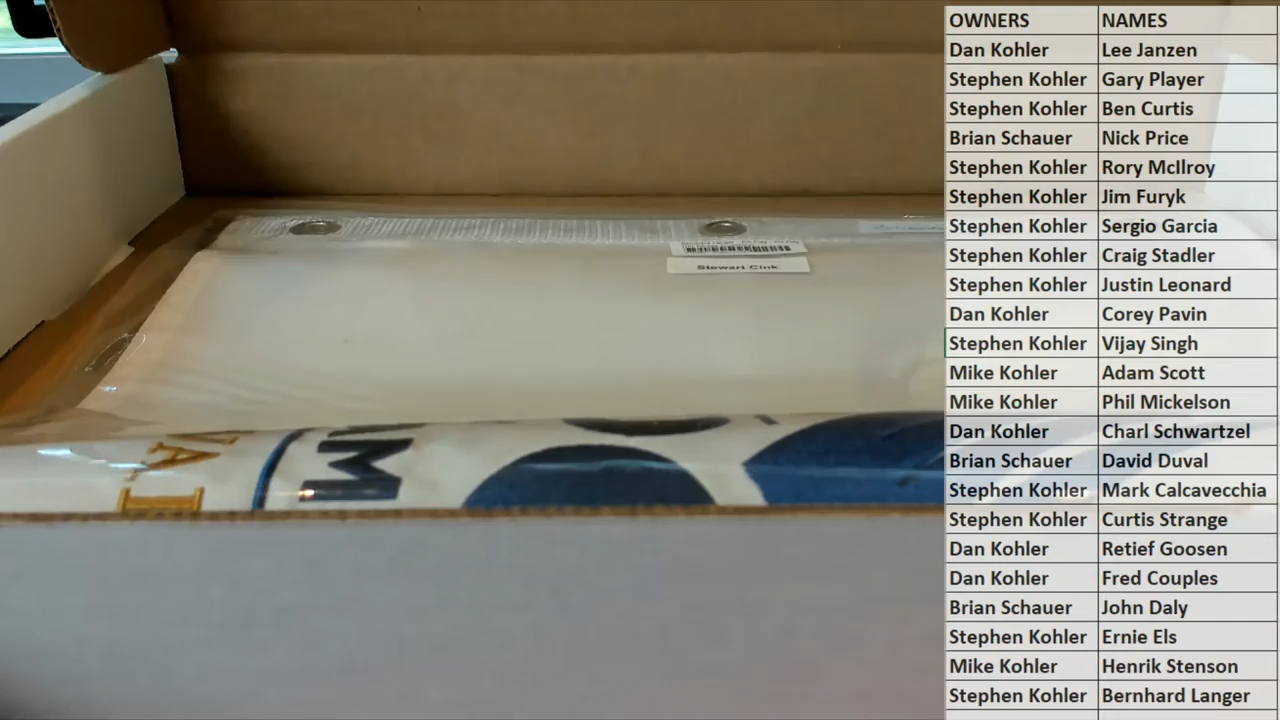 OWNERS NAMES
Dan Kohler Lee Janzen
Stephen Kohler Gary Player
Stephen Kohler Ben Curtis
Brian Schauer Nick Price
Stephen Kohler Rory McIlroy
Stephen Kohler Jim Furyk
Stephen Kohler Sergio Garcia
Stephen Kohler Craig Stadler
Stephen Kohler Justin Leonard
Dan Kohler Corey Pavin
Stephen Kohler Vijay Singh
Mike Kohler Adam Scott
Mike Kohler Phil Mickelson
Dan Kohler Charl Schwartzel
Brian Schauer David Duval
Stephen Kohler Mark Calcavecchia
Stephen Kohler Curtis Strange
Dan Kohler Retief Goosen
Dan Kohler Fred Couples
Brian Schauer John Daly
Stephen Kohler Ernie Els
Mike Kohler Henrik Stenson
Stephen Kohler Bernhard Langer
Stewart Cink